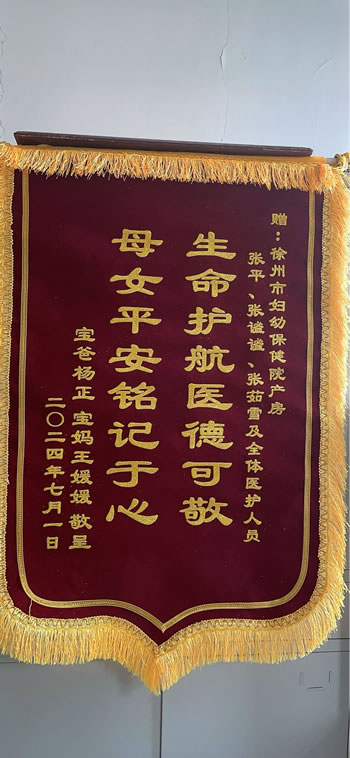 赠：徐州市妇幼保健院产房
张平、张谧谧、张茹雪及全体医护人员
生命护航医德可敬
母女平安铭记于心
宝爸杨正 宝妈王媛媛 敬呈
二〇二四年七月一日